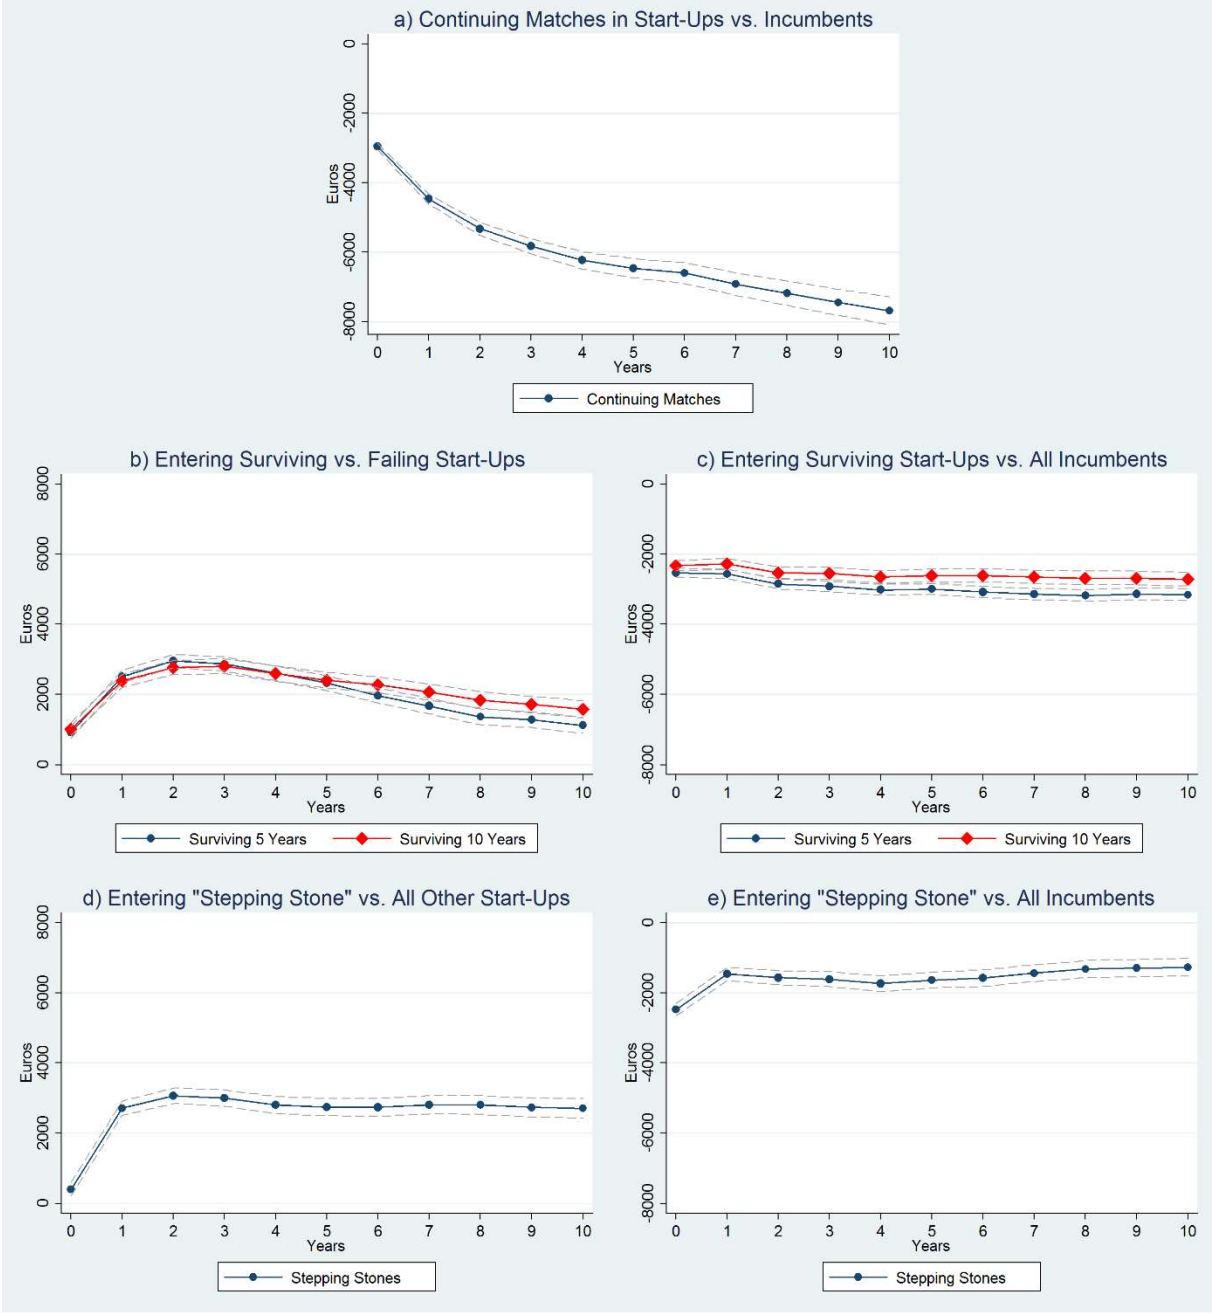 a) Continuing Matches in Start-Ups vs. Incumbents
0
-2000
-4000
-6000
-8000
Euros
0 1 2 3 4 5 6 7 8 9 10
Years
Continuing Matches
b) Entering Surviving vs. Failing Start-Ups
8000
6000
4000
2000
0
Euros
0 1 2 3 4 5 6 7 8 9 10
Years
Surviving 5 Years Surviving 10 Years
c) Entering Surviving Start-Ups vs. All Incumbents
0
-2000
-4000
-6000
-8000
Euros
0 1 2 3 4 5 6 7 8 9 10
Years
Surviving 5 Years Surviving 10 Years
d) Entering "Stepping Stone" vs. All Other Start-Ups
8000
6000
4000
2000
0
Euros
0 1 2 3 4 5 6 7 8 9 10
Years
Stepping Stones
e) Entering "Stepping Stone" vs. All Incumbents
0
-2000
-4000
-6000
-8000
Euros
0 1 2 3 4 5 6 7 8 9 10
Years
Stepping Stones